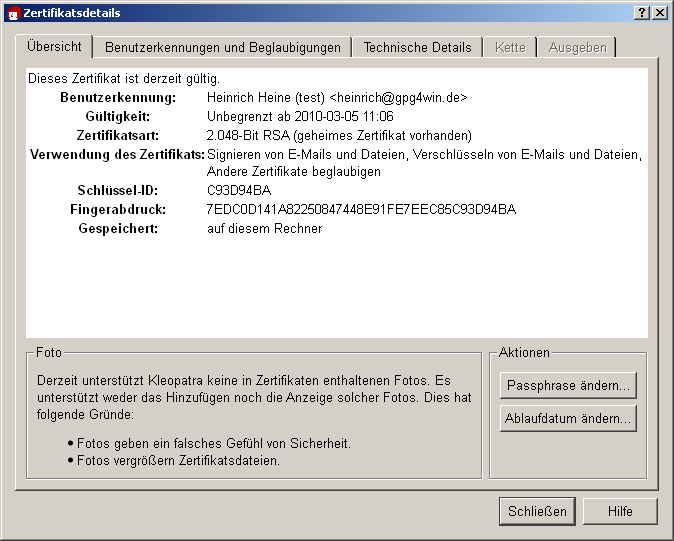 Zertifikatsdetails
Übersicht Benutzerkennungen und Beglaubigungen Technische Details Kette Ausgeben
Dieses Zertifikat ist derzeit gültig.
Benutzerkennung: Heinrich Heine (test) <heinrich@gpg4win.de>
Gültigkeit: Unbegrenzt ab 2010-03-05 11:06
Zertifikatsart: 2.048-Bit RSA (geheimes Zertifikat vorhanden)
Verwendung des Zertifikats: Signieren von E-Mails und Dateien, Verschlüsseln von E-Mails und Dateien,
Andere Zertifikate beglaubigen
Schlüssel-ID: C93D94BA
Fingerabdruck: 7EDC0D141A82250847448E91FE7EEC85C93D94BA
Gespeichert: auf diesem Rechner
Foto
Derzeit unterstützt Kleopatra keine in Zertifikaten enthaltenen Fotos. Es
unterstützt weder das Hinzufügen noch die Anzeige solcher Fotos. Dies hat
folgende Gründe:
• Fotos geben ein falsches Gefühl von Sicherheit.
• Fotos vergrößern Zertifikatsdateien.
Aktionen
Passphrase ändern...
Ablaufdatum ändern...
Schließen Hilfe